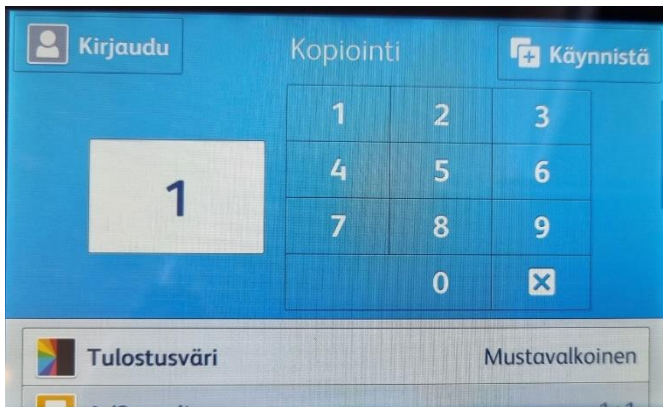 Kirjaudu Kopiointi Käynnistä
1 2 3
4 5 6
1
7 8 9
0
Tulostusväri Mustavalkoinen